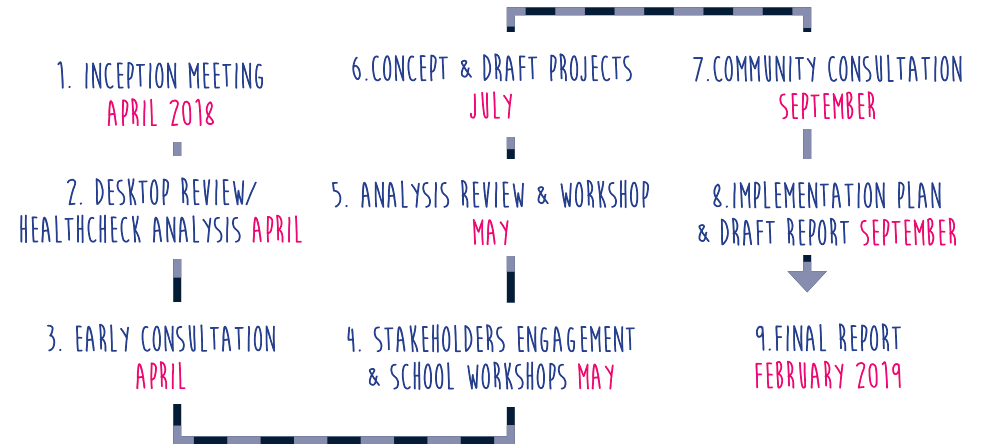 1. INCEPTION MEETING
APRIL 2018
2. DESKTOP REVIEW/
HEALTHCHECK ANALYSIS APRIL
3. EARLY CONSULTATION
APRIL
4. STAKEHOLDERS ENGAGEMENT
& SCHOOL WORKSHOPS MAY
5. ANALYSIS REVIEW & WORKSHOP
MAY
6.CONCEPT & DRAFT PROJECTS
JULY
7.COMMUNITY CONSULTATION
SEPTEMBER
8.IMPLEMENTATION PLAN
& DRAFT REPORT SEPTEMBER
9.FINAL REPORT
FEBRUARY 2019